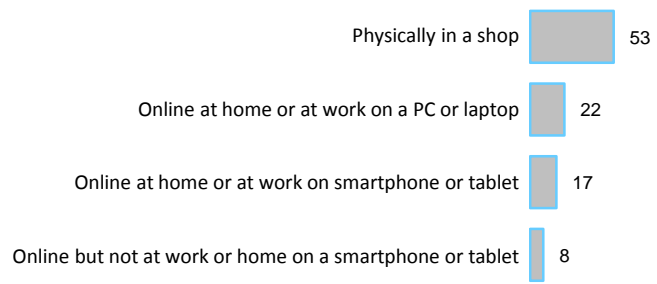 Physically in a shop 53
Online at home or at work on a PC or laptop 22
Online at home or at work on smartphone or tablet 17
Online but not at work or home on a smartphone or tablet 8